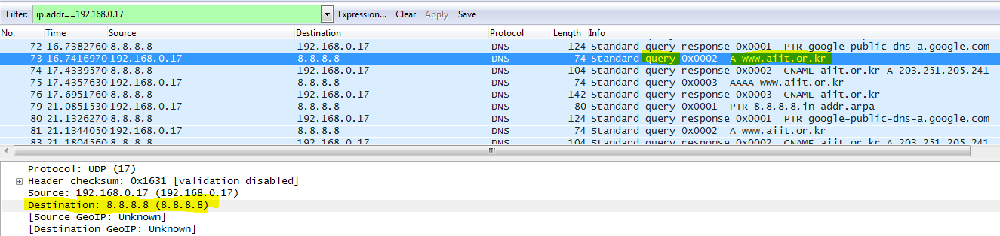 Filter: ip.addr==192.168.0.17 Expression... Clear Apply Save
No. Time Source Destination Protocol Length Info
72 16.7382760 8.8.8.8 192.168.0.17 DNS 124 Standard query response 0x0001 PTR google-public-dns-a.google.com
73 16.7416970 192.168.0.17 8.8.8.8 DNS 74 Standard query 0x0002 A www.aiit.or.kr
74 17.4339570 8.8.8.8 192.168.0.17 DNS 104 Standard query response 0x0002 CNAME aiit.or.kr A 203.251.205.241
75 17.4357630 192.168.0.17 8.8.8.8 DNS 74 Standard query 0x0003 AAAA www.aiit.or.kr
76 17.6951760 8.8.8.8 192.168.0.17 DNS 142 Standard query response 0x0003 CNAME aiit.or.kr
79 21.0851530 192.168.0.17 8.8.8.8 DNS 80 Standard query 0x0001 PTR 8.8.8.8.in-addr.arpa
80 21.1326270 8.8.8.8 192.168.0.17 DNS 124 Standard query response 0x0001 PTR google-public-dns-a.google.com
81 21.1344050 192.168.0.17 8.8.8.8 DNS 74 Standard query 0x0002 A www.aiit.or.kr
83 21.1804560 8.8.8.8 192.168.0.17 DNS 104 Standard query response 0x0002 CNAME aiit.or.kr A 203.251.205.241
Protocol: UDP (17)
Header checksum: 0x1631 [validation disabled]
Source: 192.168.0.17 (192.168.0.17)
Destination: 8.8.8.8 (8.8.8.8)
[Source GeoIP: Unknown]
[Destination GeoIP: Unknown]